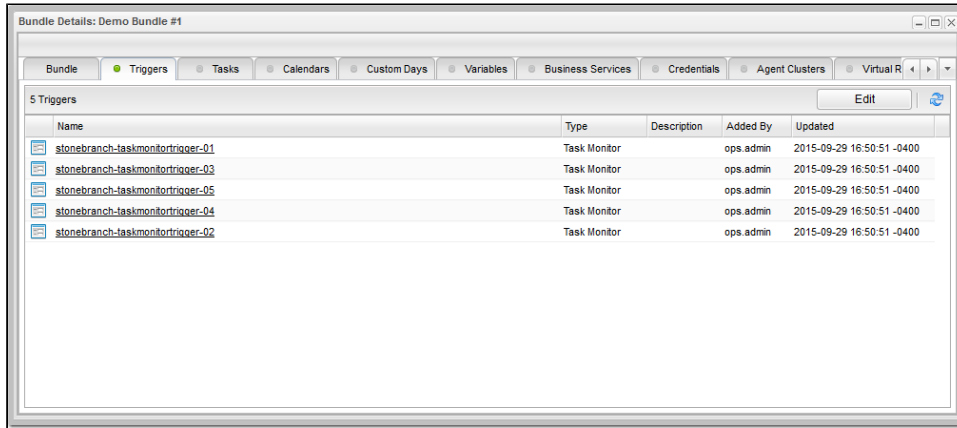 Bundle Details: Demo Bundle #1
Bundle Triggers Tasks Calendars Custom Days Variables Business Services Credentials Agent Clusters Virtual R
5 Triggers Edit
Name Type Description Added By Updated
stonebranch-taskmonitortrigger-01 Task Monitor ops.admin 2015-09-29 16:50:51 -0400
stonebranch-taskmonitortrigger-03 Task Monitor ops.admin 2015-09-29 16:50:51 -0400
stonebranch-taskmonitortrigger-05 Task Monitor ops.admin 2015-09-29 16:50:51 -0400
stonebranch-taskmonitortrigger-04 Task Monitor ops.admin 2015-09-29 16:50:51 -0400
stonebranch-taskmonitortrigger-02 Task Monitor ops.admin 2015-09-29 16:50:51 -0400